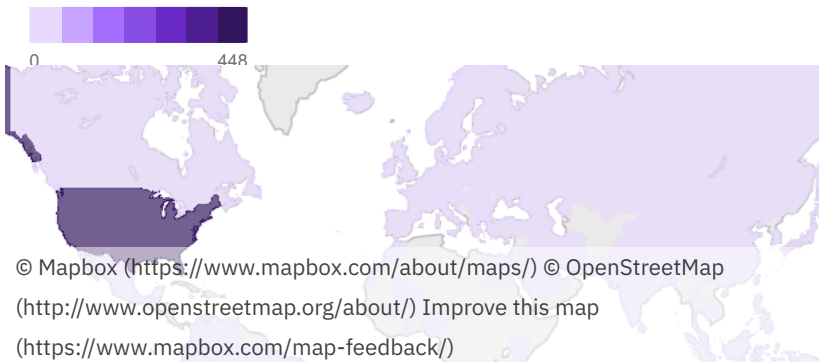 0 448
© Mapbox (https://www.mapbox.com/about/maps/) © OpenStreetMap
(http://www.openstreetmap.org/about/) Improve this map
(https://www.mapbox.com/map-feedback/)